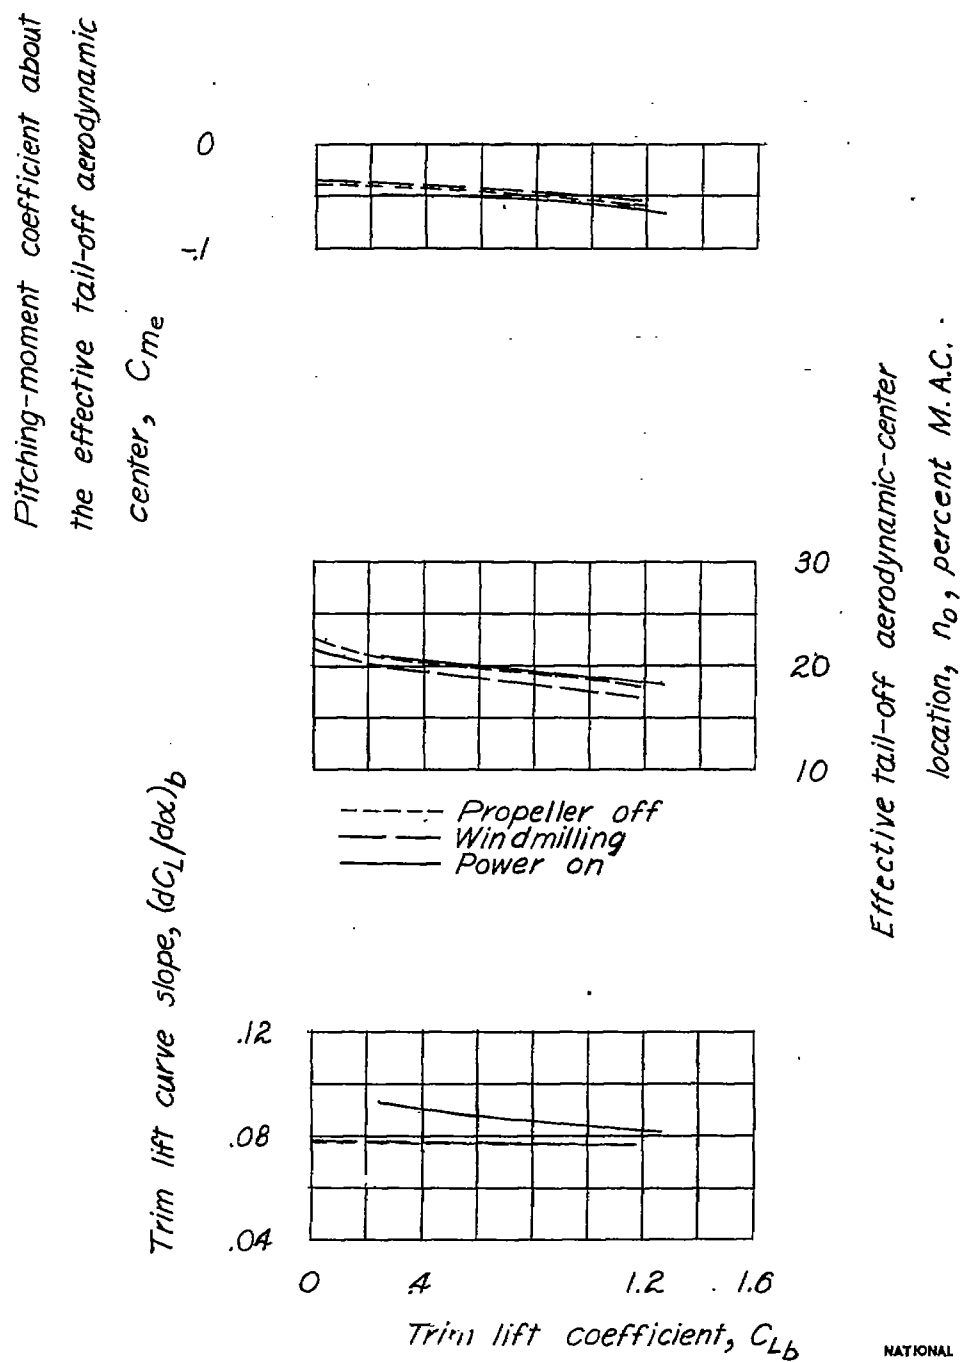 Pitching-moment coefficient about
the effective tail-off aerodynamic
center, Cme
0
-.1
30
20
10
Effective tail-off aerodynamic-center
location, no, percent M.A.C.
Propeller off
Windmilling
Power on
Trim lift curve slope, (dCL/dα)b
.12
.08
.04
0 .4 1.2 1.6
Trim lift coefficient, CLb
NATIONAL